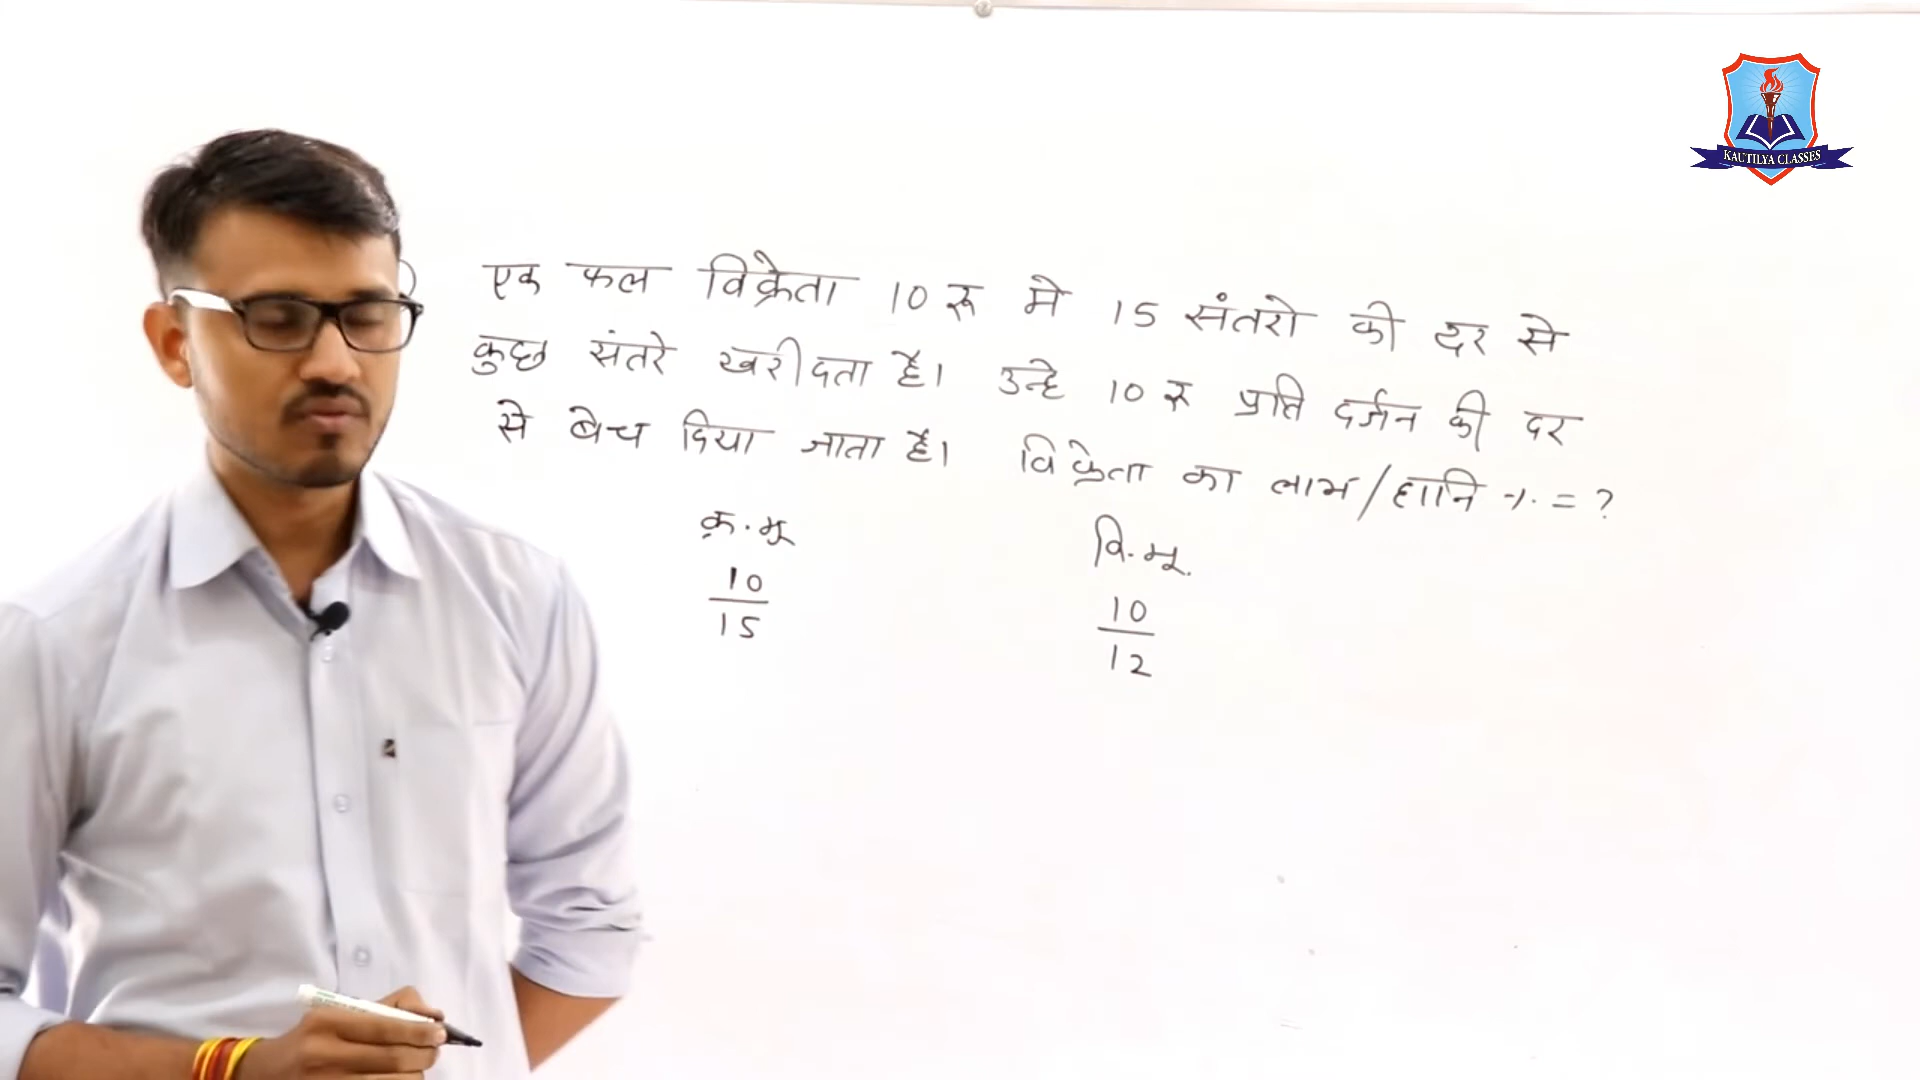 KAUTILYA CLASSES
एक फल विक्रेता 10 रू मे 15 संतरो की दर से
कुछ संतरे खरीदता है। उन्हे 10 रु प्रति दर्जन की दर
से बेच दिया जाता है। विक्रेता का लाभ/हानि % = ?
क्र.मू
वि.मू.
10
15
10
12